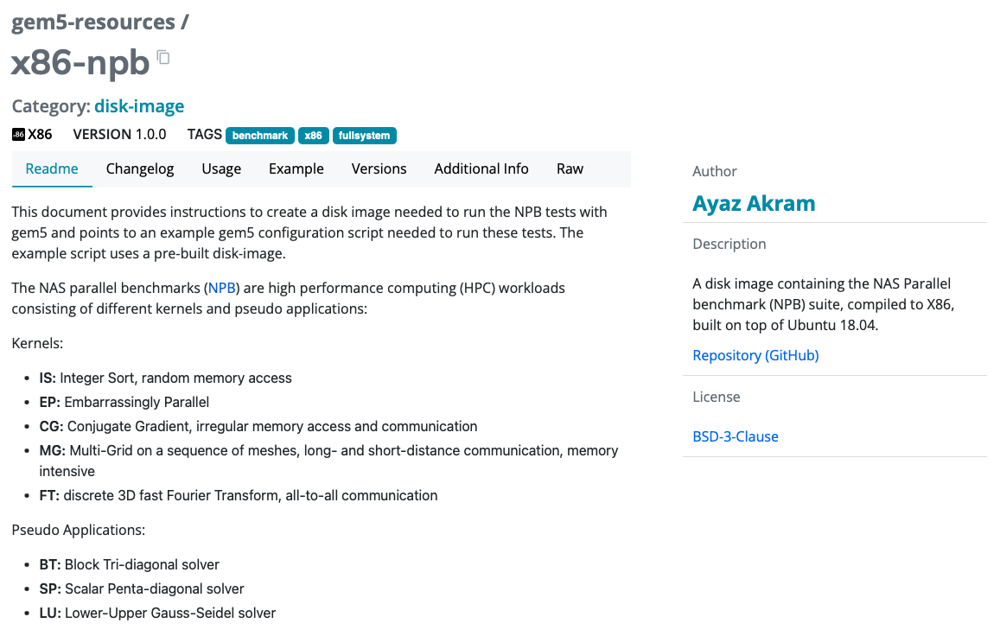 gem5-resources /
x86-npb
Category: disk-image
.86 X86 VERSION 1.0.0 TAGS benchmark x86 fullsystem
Readme Changelog Usage Example Versions Additional Info Raw
This document provides instructions to create a disk image needed to run the NPB tests with
gem5 and points to an example gem5 configuration script needed to run these tests. The
example script uses a pre-built disk-image.
The NAS parallel benchmarks (NPB) are high performance computing (HPC) workloads
consisting of different kernels and pseudo applications:
Kernels:
• IS: Integer Sort, random memory access
• EP: Embarrassingly Parallel
• CG: Conjugate Gradient, irregular memory access and communication
• MG: Multi-Grid on a sequence of meshes, long- and short-distance communication, memory
intensive
• FT: discrete 3D fast Fourier Transform, all-to-all communication
Pseudo Applications:
• BT: Block Tri-diagonal solver
• SP: Scalar Penta-diagonal solver
• LU: Lower-Upper Gauss-Seidel solver
Author
Ayaz Akram
Description
A disk image containing the NAS Parallel
benchmark (NPB) suite, compiled to X86,
built on top of Ubuntu 18.04.
Repository (GitHub)
License
BSD-3-Clause